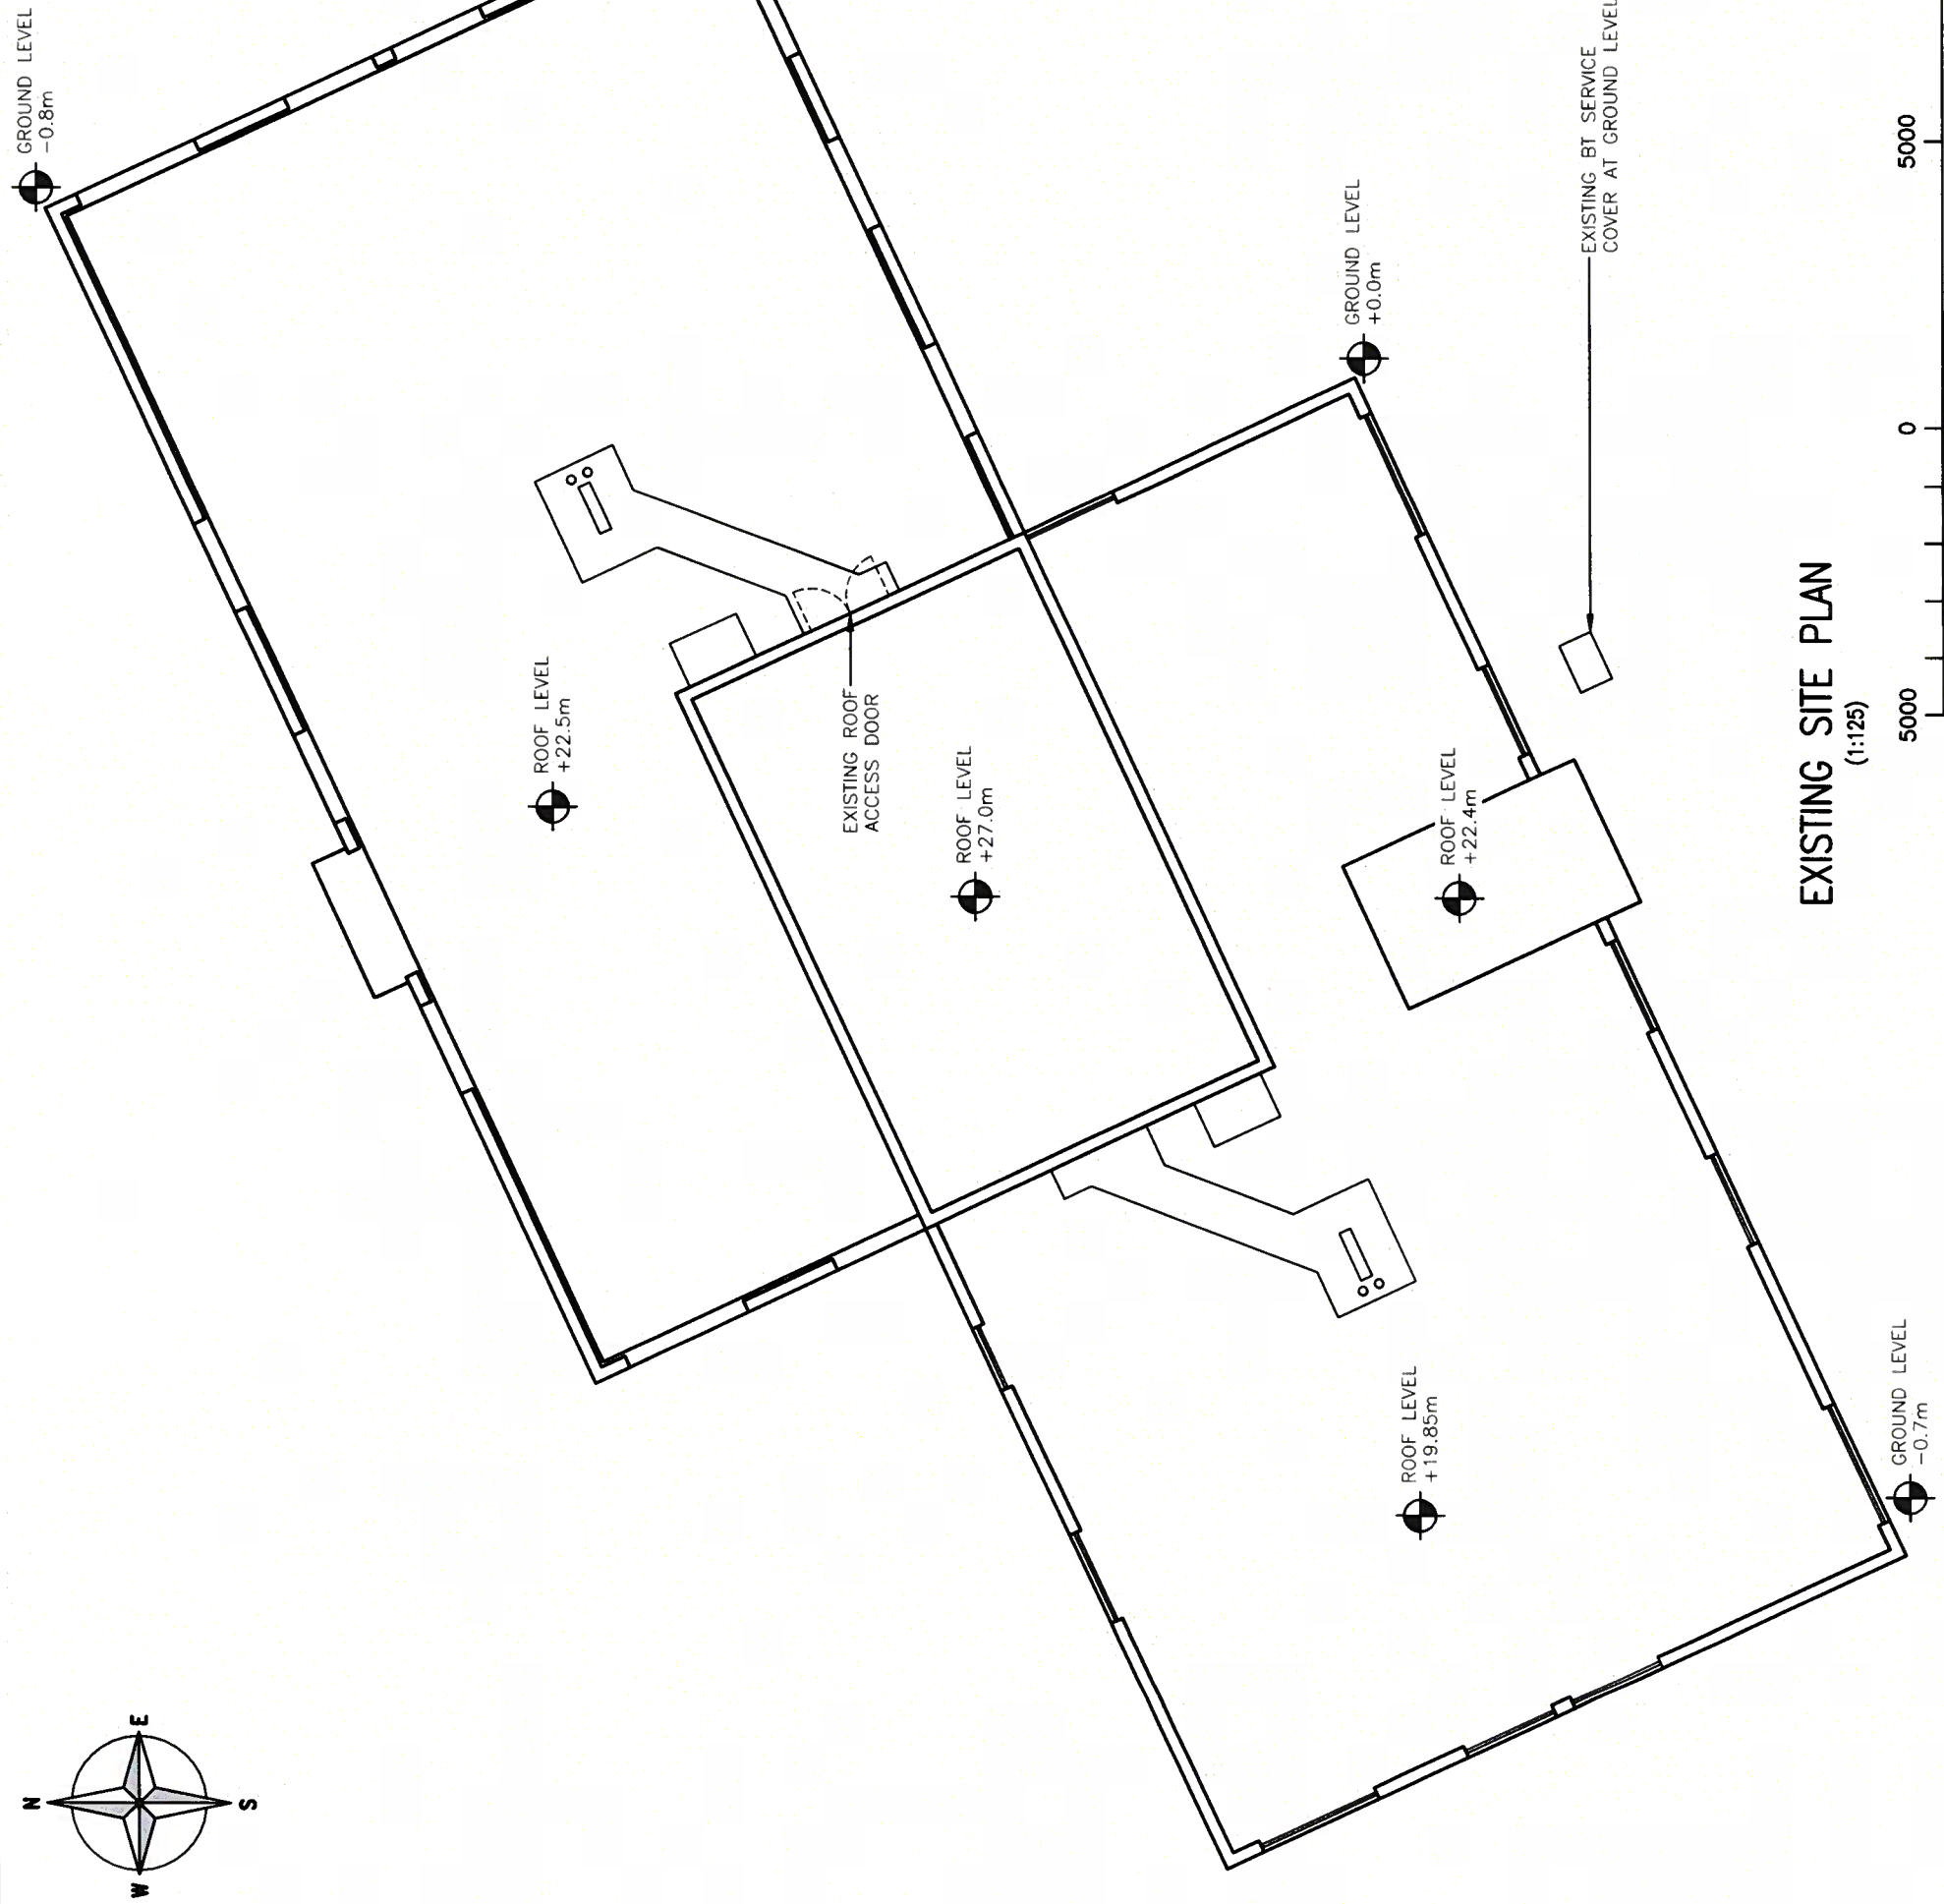 N
E
S
W
GROUND LEVEL
-0.8m
ROOF LEVEL
+22.5m
EXISTING ROOF
ACCESS DOOR
ROOF LEVEL
+27.0m
GROUND LEVEL
+0.0m
ROOF LEVEL
+22.4m
ROOF LEVEL
+19.85m
GROUND LEVEL
-0.7m
EXISTING BT SERVICE
COVER AT GROUND LEVEL
EXISTING SITE PLAN
(1:125)
5000
0
5000